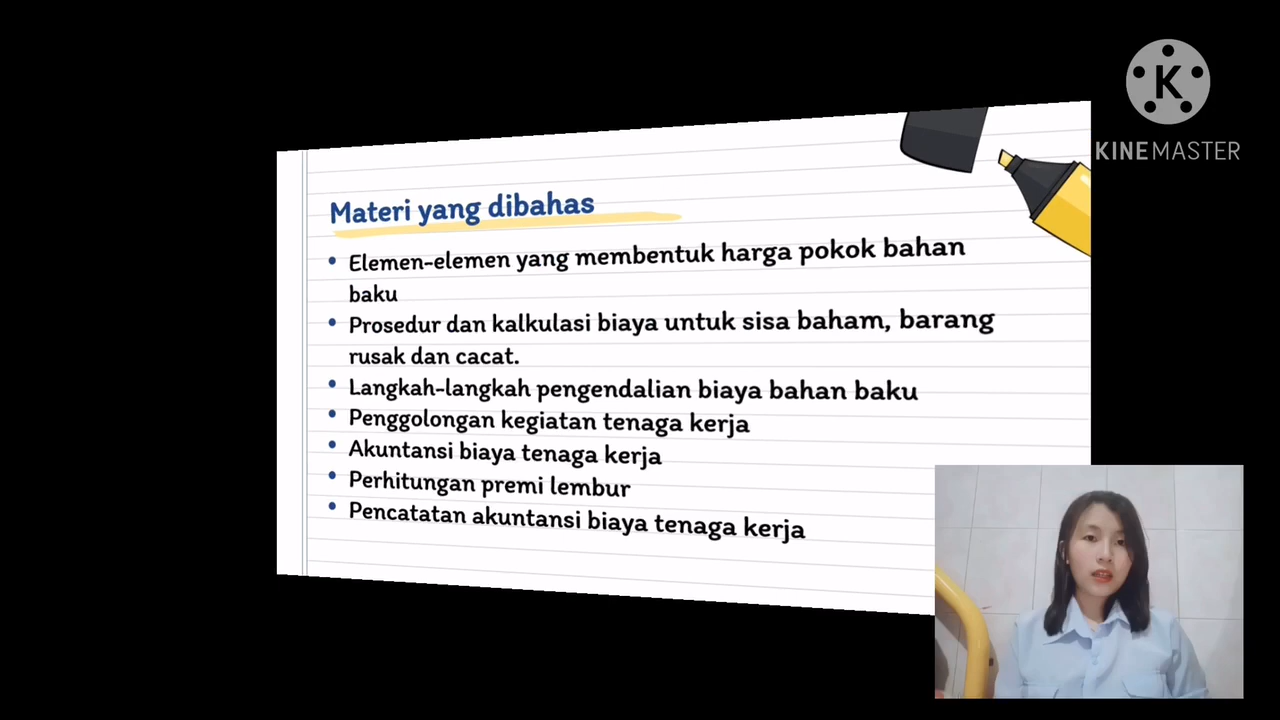 K
KINEMASTER
Materi yang dibahas
• Elemen-elemen yang membentuk harga pokok bahan
baku
• Prosedur dan kalkulasi biaya untuk sisa baham, barang
rusak dan cacat.
• Langkah-langkah pengendalian biaya bahan baku
• Penggolongan kegiatan tenaga kerja
• Akuntansi biaya tenaga kerja
• Perhitungan premi lembur
• Pencatatan akuntansi biaya tenaga kerja